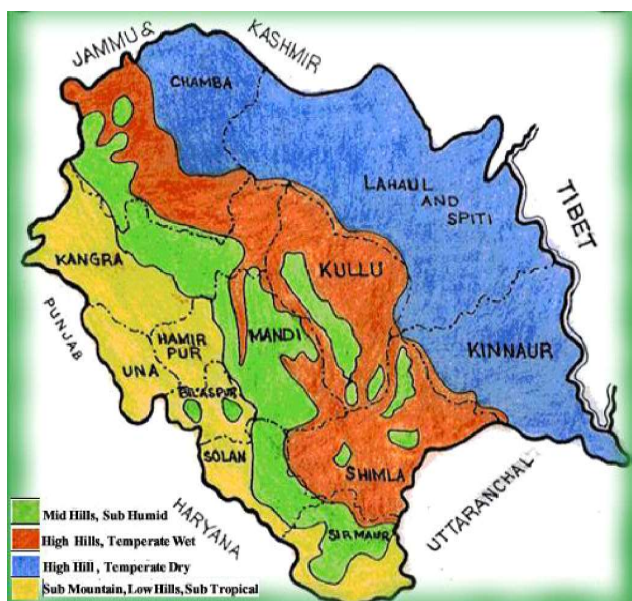 JAMMU &
KASHMIR
CHAMBA
LAHAUL
AND
SPITI
TIBET
KANGRA
KULLU
PUNJAB
MANDI
HAMIR
PUR
KINNAUR
UNA
BILASPUR
SOLAN
SHIMLA
UTTARANCHAL
HARYANA
SIRMAUR
Mid Hills, Sub Humid
High Hills, Temperate Wet
High Hill , Temperate Dry
Sub Mountain, Low Hills, Sub Tropical